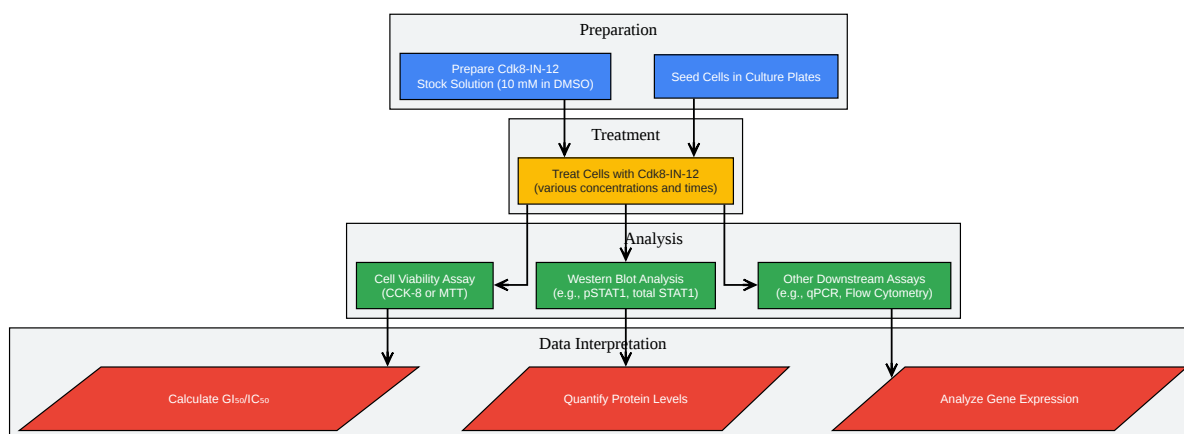 Preparation
Prepare Cdk8-IN-12
Stock Solution (10 mM in DMSO)
Seed Cells in Culture Plates
Treatment
Treat Cells with Cdk8-IN-12
(various concentrations and times)
Analysis
Cell Viability Assay
(CCK-8 or MTT)
Western Blot Analysis
(e.g., pSTAT1, total STAT1)
Other Downstream Assays
(e.g., qPCR, Flow Cytometry)
Data Interpretation
Calculate GI₅₀/IC₅₀
Quantify Protein Levels
Analyze Gene Expression